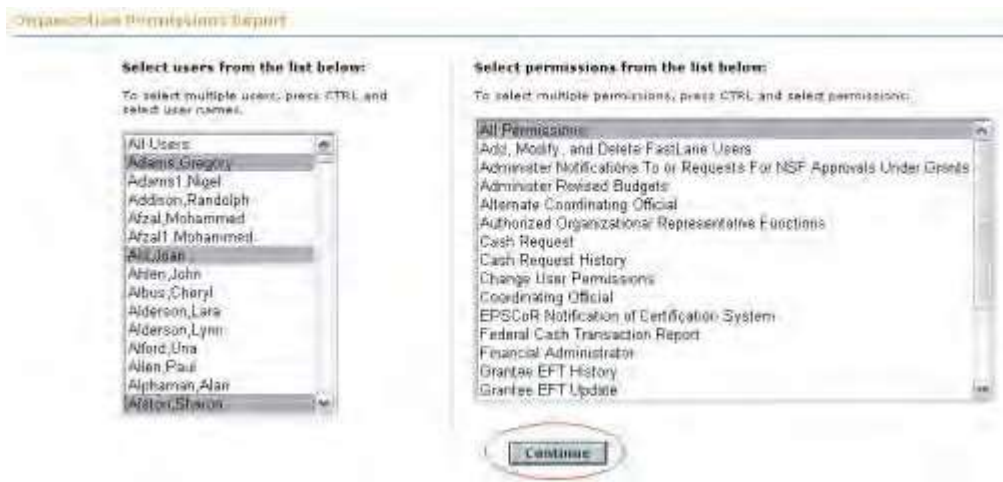 Organization Permissions Report
Select users from the list below:
To select multiple users, press CTRL and
select user names.
All Users
Adams,Gregory
Adams1,Nigel
Addison,Randolph
Afzal,Mohammed
Afzal1,Mohammed
Joan
Ahlen,John
Albus,Cheryl
Alderson,Lara
Alderson,Lynn
Alford,Una
Allen,Paul
Alphaman,Alan
Alston,Sharon
Select permissions from the list below:
To select multiple permissions, press CTRL and select permissions.
All Permissions
Add, Modify, and Delete FastLane Users
Administer Notifications To or Requests For NSF Approvals Under Grants
Administer Revised Budgets
Alternate Coordinating Official
Authorized Organizational Representative Functions
Cash Request
Cash Request History
Change User Permissions
Coordinating Official
EPSCoR Notification of Certification System
Federal Cash Transaction Report
Financial Administrator
Grantee EFT History
Grantee EFT Update
Continue